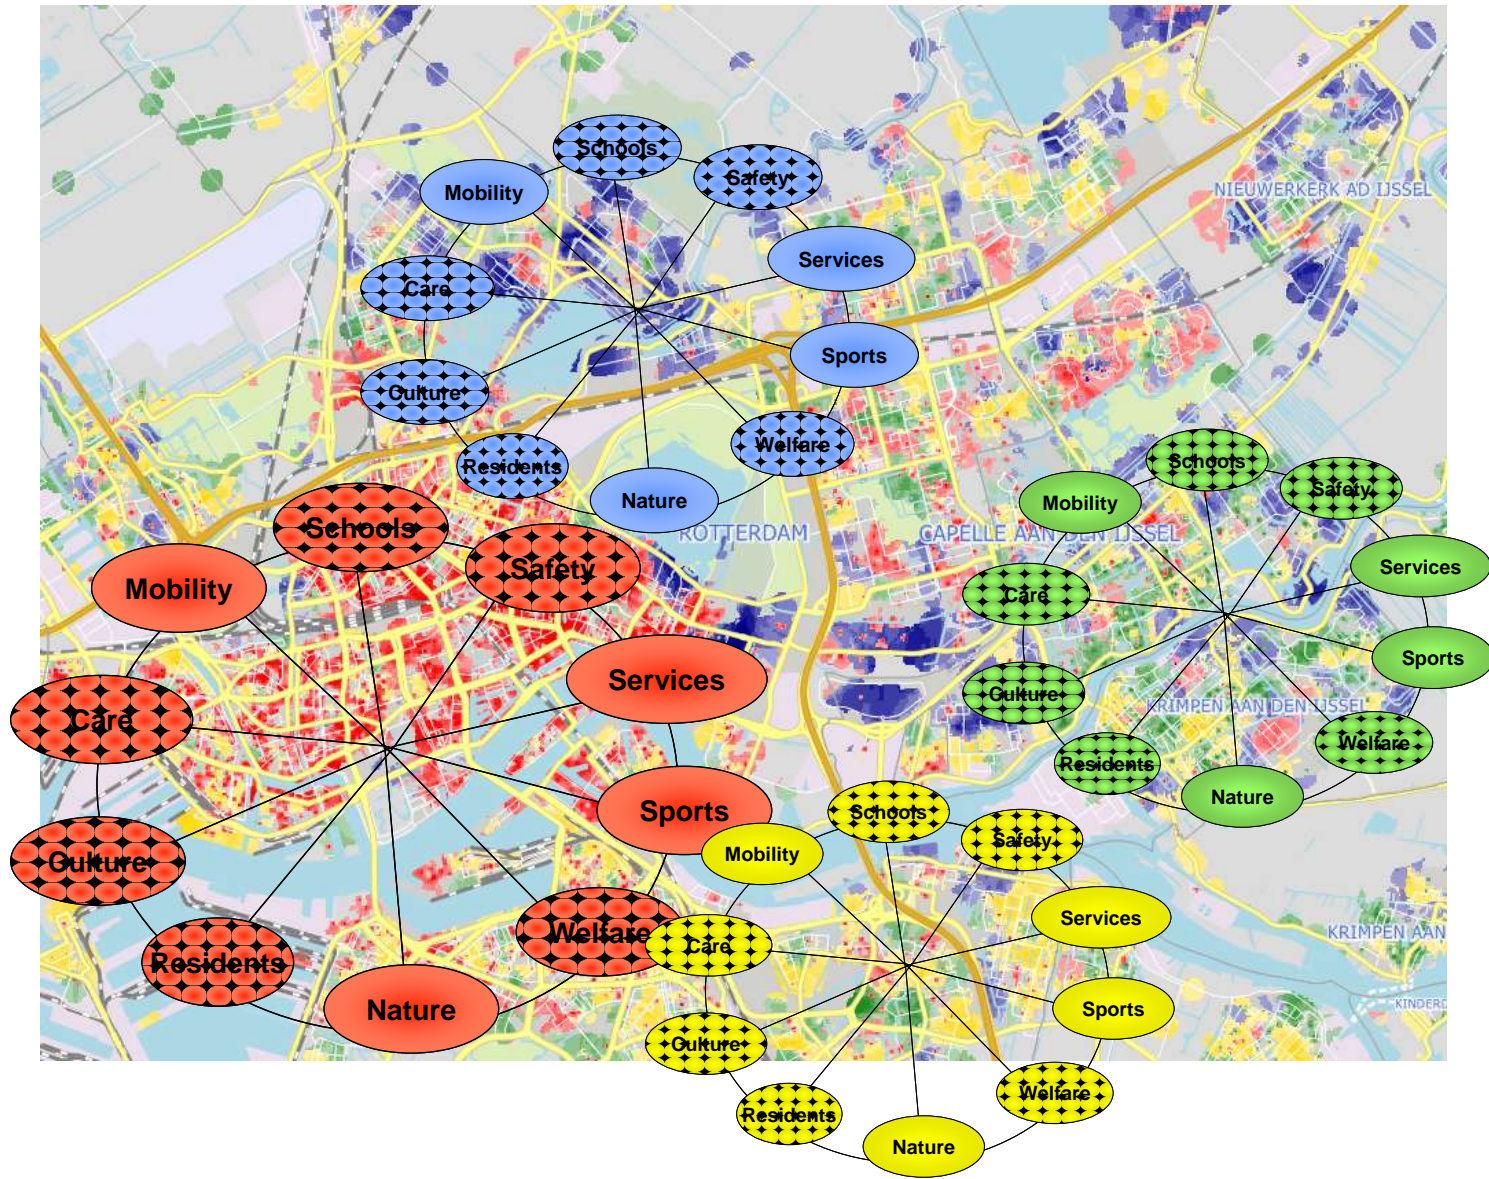 Schools
Safety
Mobility
Services
Care
Sports
Culture
Welfare
Residents
Nature
NIEUWERKERK AD IJSSEL
ROTTERDAM
CAPELLE AAN DEN IJSSEL
Schools
Safety
Mobility
Services
Care
Sports
Culture
Welfare
Residents
Nature
Schools
Safety
Mobility
Services
Care
Sports
Culture
Welfare
Residents
Nature
KRIMPEN AAN DEN IJSSEL
Schools
Safety
Mobility
Services
Care
Sports
Culture
Welfare
Residents
Nature
KRIMPEN AAN
KINDERD